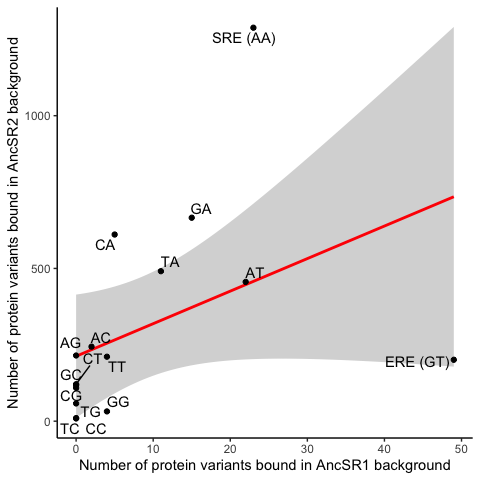 SRE (AA)
Number of protein variants bound in AncSR2 background
1000
GA
CA
TA
AT
500
AG
AC
CT
ERE (GT)
GC
TT
CG
GG
TG
0
TC
CC
0
10
20
30
40
50
Number of protein variants bound in AncSR1 background